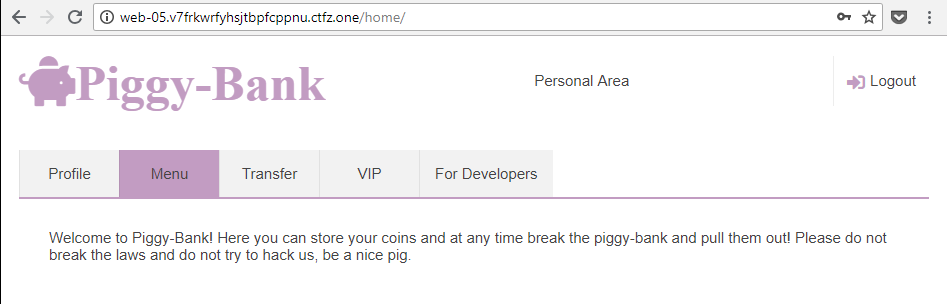 web-05.v7frkwrfyhsjtbpfcppnu.ctfz.one/home/
Piggy-Bank
Personal Area
Logout
Profile
Menu
Transfer
VIP
For Developers
Welcome to Piggy-Bank! Here you can store your coins and at any time break the piggy-bank and pull them out! Please do not
break the laws and do not try to hack us, be a nice pig.